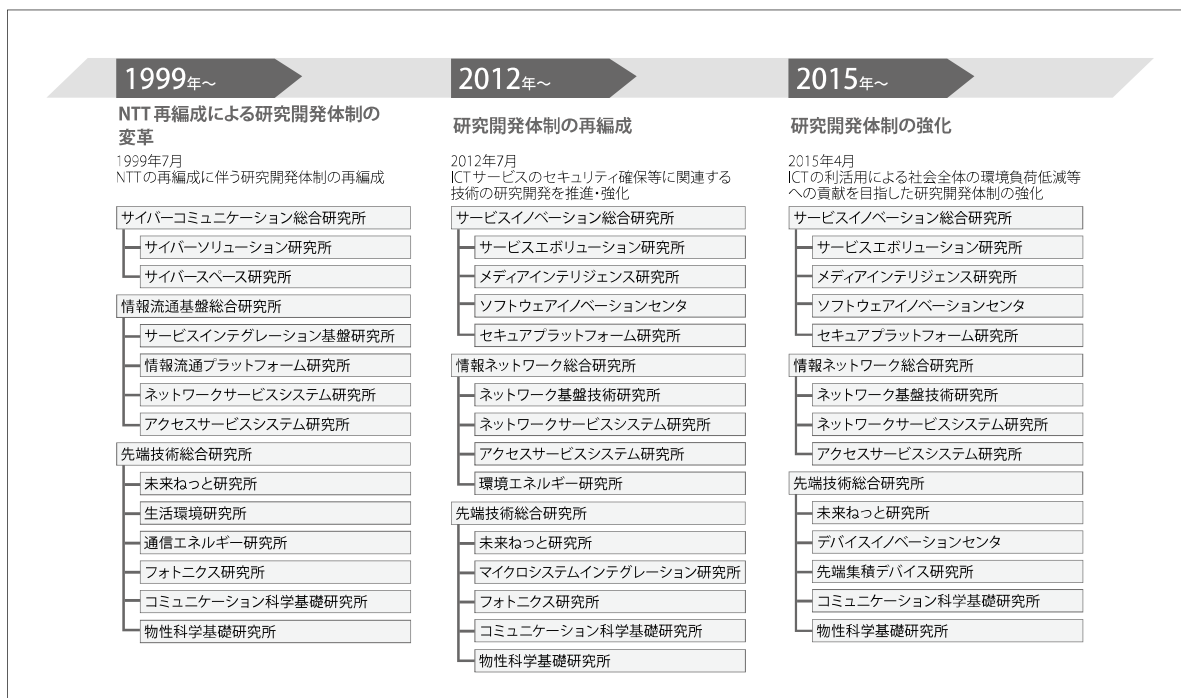 1999年～
NTT再編成による研究開発体制の
変革
1999年7月
NTTの再編成に伴う研究開発体制の再編成
サイバーコミュニケーション総合研究所
サイバーソリューション研究所
サイバースペース研究所
情報流通基盤総合研究所
サービスインテグレーション基盤研究所
情報流通プラットフォーム研究所
ネットワークサービスシステム研究所
アクセスサービスシステム研究所
先端技術総合研究所
未来ねっと研究所
生活環境研究所
通信エネルギー研究所
フォトニクス研究所
コミュニケーション科学基礎研究所
物性科学基礎研究所
2012年～
研究開発体制の再編成
2012年7月
ICTサービスのセキュリティ確保等に関連する
技術の研究開発を推進・強化
サービスイノベーション総合研究所
サービスエボリューション研究所
メディアインテリジェンス研究所
ソフトウェアイノベーションセンタ
セキュアプラットフォーム研究所
情報ネットワーク総合研究所
ネットワーク基盤技術研究所
ネットワークサービスシステム研究所
アクセスサービスシステム研究所
環境エネルギー研究所
先端技術総合研究所
未来ねっと研究所
マイクロシステムインテグレーション研究所
フォトニクス研究所
コミュニケーション科学基礎研究所
物性科学基礎研究所
2015年～
研究開発体制の強化
2015年4月
ICTの利活用による社会全体の環境負荷低減等
への貢献を目指した研究開発体制の強化
サービスイノベーション総合研究所
サービスエボリューション研究所
メディアインテリジェンス研究所
ソフトウェアイノベーションセンタ
セキュアプラットフォーム研究所
情報ネットワーク総合研究所
ネットワーク基盤技術研究所
ネットワークサービスシステム研究所
アクセスサービスシステム研究所
先端技術総合研究所
未来ねっと研究所
デバイスイノベーションセンタ
先端集積デバイス研究所
コミュニケーション科学基礎研究所
物性科学基礎研究所